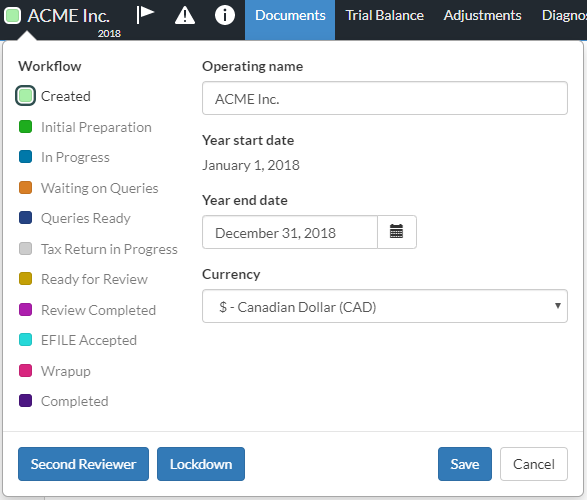 ACME Inc. 2018 Documents Trial Balance Adjustments Diagnos
Workflow
Created
Initial Preparation
In Progress
Waiting on Queries
Queries Ready
Tax Return in Progress
Ready for Review
Review Completed
EFILE Accepted
Wrapup
Completed
Operating name
ACME Inc.
Year start date
January 1, 2018
Year end date
December 31, 2018
Currency
$ - Canadian Dollar (CAD)
Second Reviewer Lockdown Save Cancel